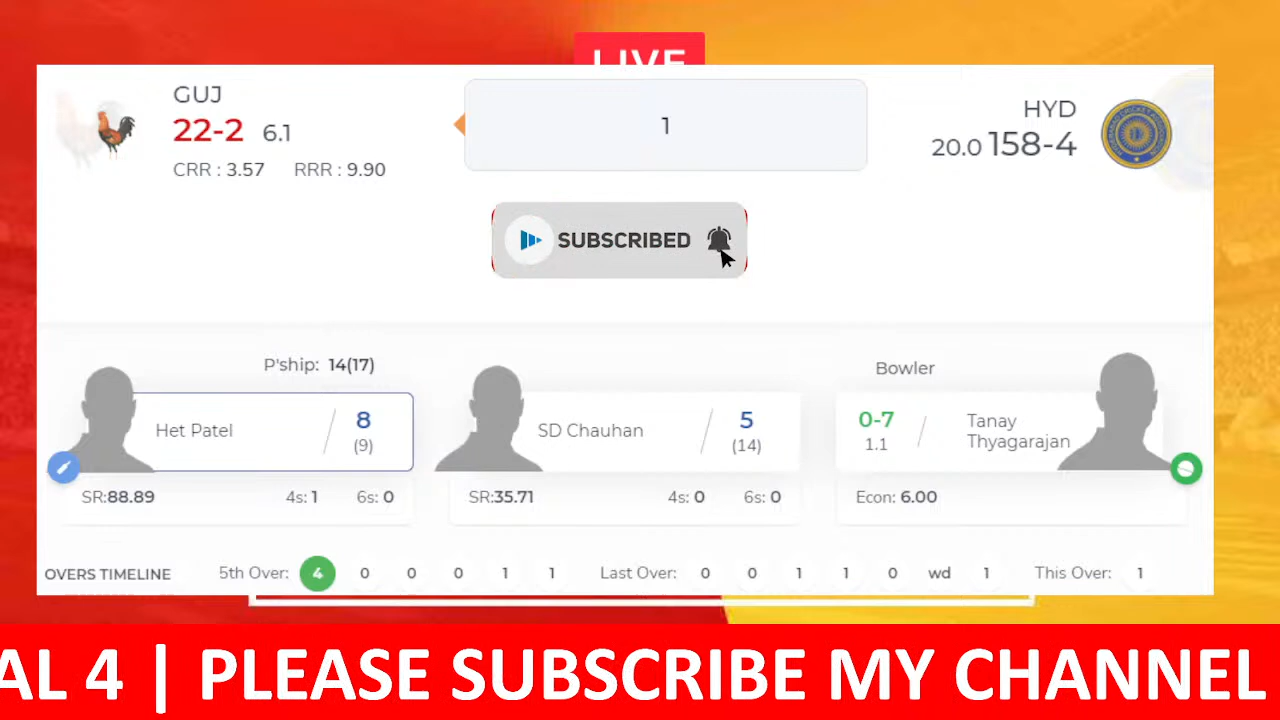 LIVE
GUJ
22-2 6.1
CRR : 3.57 RRR : 9.90
1
HYD
20.0 158-4
SUBSCRIBED
P'ship: 14(17)
Het Patel 8
(9)
SR:88.89 4s: 1 6s: 0
SD Chauhan 5
(14)
SR:35.71 4s: 0 6s: 0
Bowler
0-7 Tanay
1.1 Thyagarajan
Econ: 6.00
OVERS TIMELINE 5th Over: 4 0 0 0 1 1 Last Over: 0 0 1 1 0 wd 1 This Over: 1
AL 4 | PLEASE SUBSCRIBE MY CHANNEL